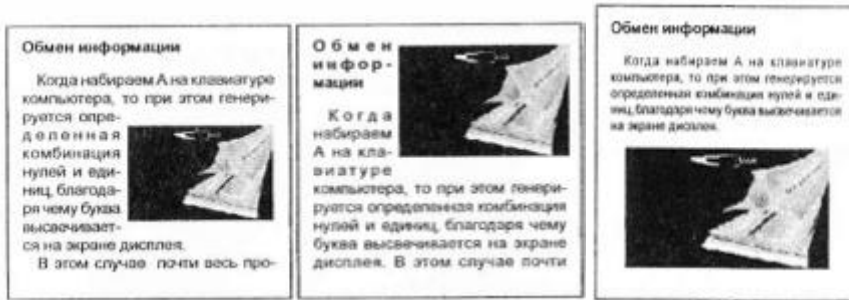 Обмен информации
Когда набираем А на клавиатуре
компьютера, то при этом генери-
руется опре-
деленная
комбинация
нулей и еди-
ниц, благода-
ря чему буква
высвечивает-
ся на экране дисплея.
В этом случае почти весь про-
Обмен
инфор-
мации
Когда
набираем
А на кла-
виатуре
компьютера, то при этом генери-
руется определенная комбинация
нулей и единиц, благодаря чему
буква высвечивается на экране
дисплея. В этом случае почти
Обмен информации
Когда набираем А на клавиатуре
компьютера, то при этом генерируется
определенная комбинация нулей и еди-
ниц, благодаря чему буква высвечивается
на экране дисплея.